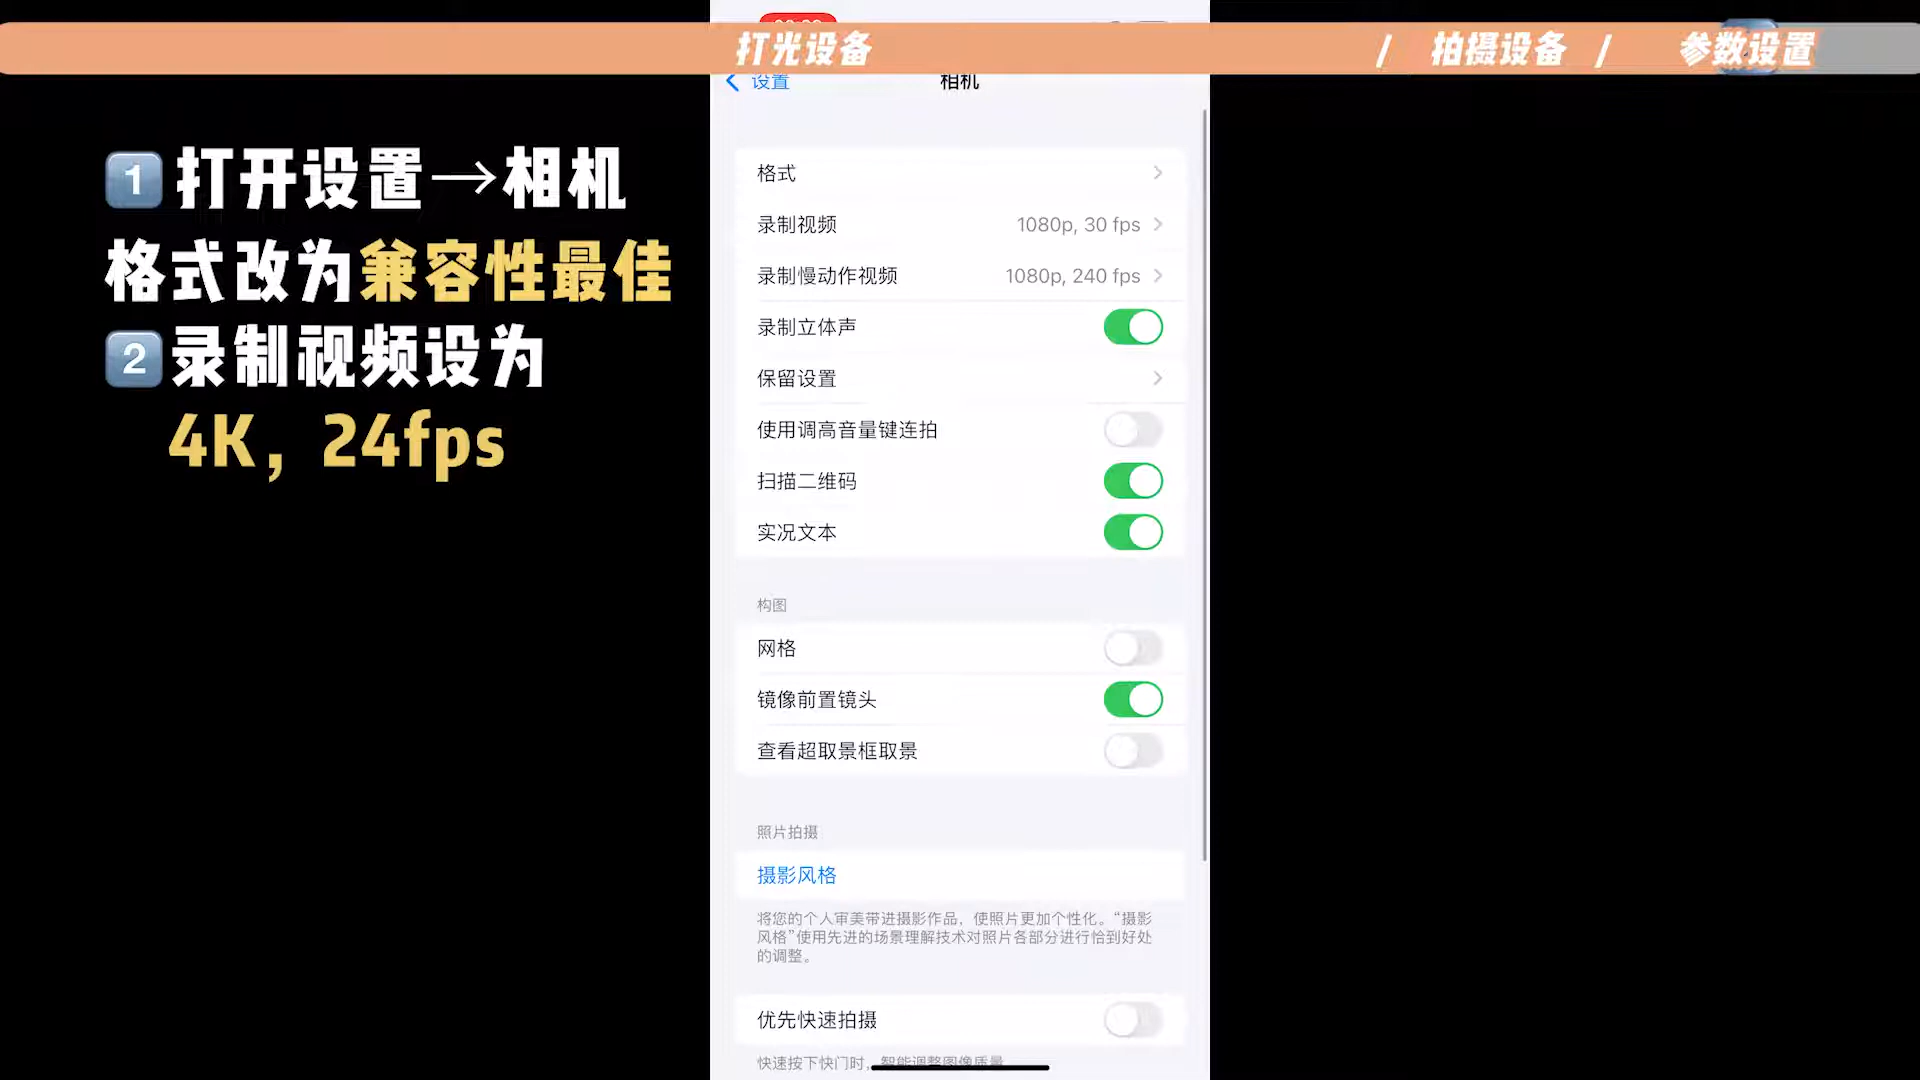 打光设备 / 拍摄设备 / 参数设置
设置 相机
1 打开设置→相机
格式改为兼容性最佳
2 录制视频设为
4K，24fps
格式
录制视频 1080p, 30 fps
录制慢动作视频 1080p, 240 fps
录制立体声
保留设置
使用调高音量键连拍
扫描二维码
实况文本
构图
网格
镜像前置镜头
查看超取景框取景
照片拍摄
摄影风格
将您的个人审美带进摄影作品，使照片更加个性化。“摄影
风格”使用先进的场景理解技术对照片各部分进行恰到好处
的调整。
优先快速拍摄
快速按下快门时，智能调整图像质量。